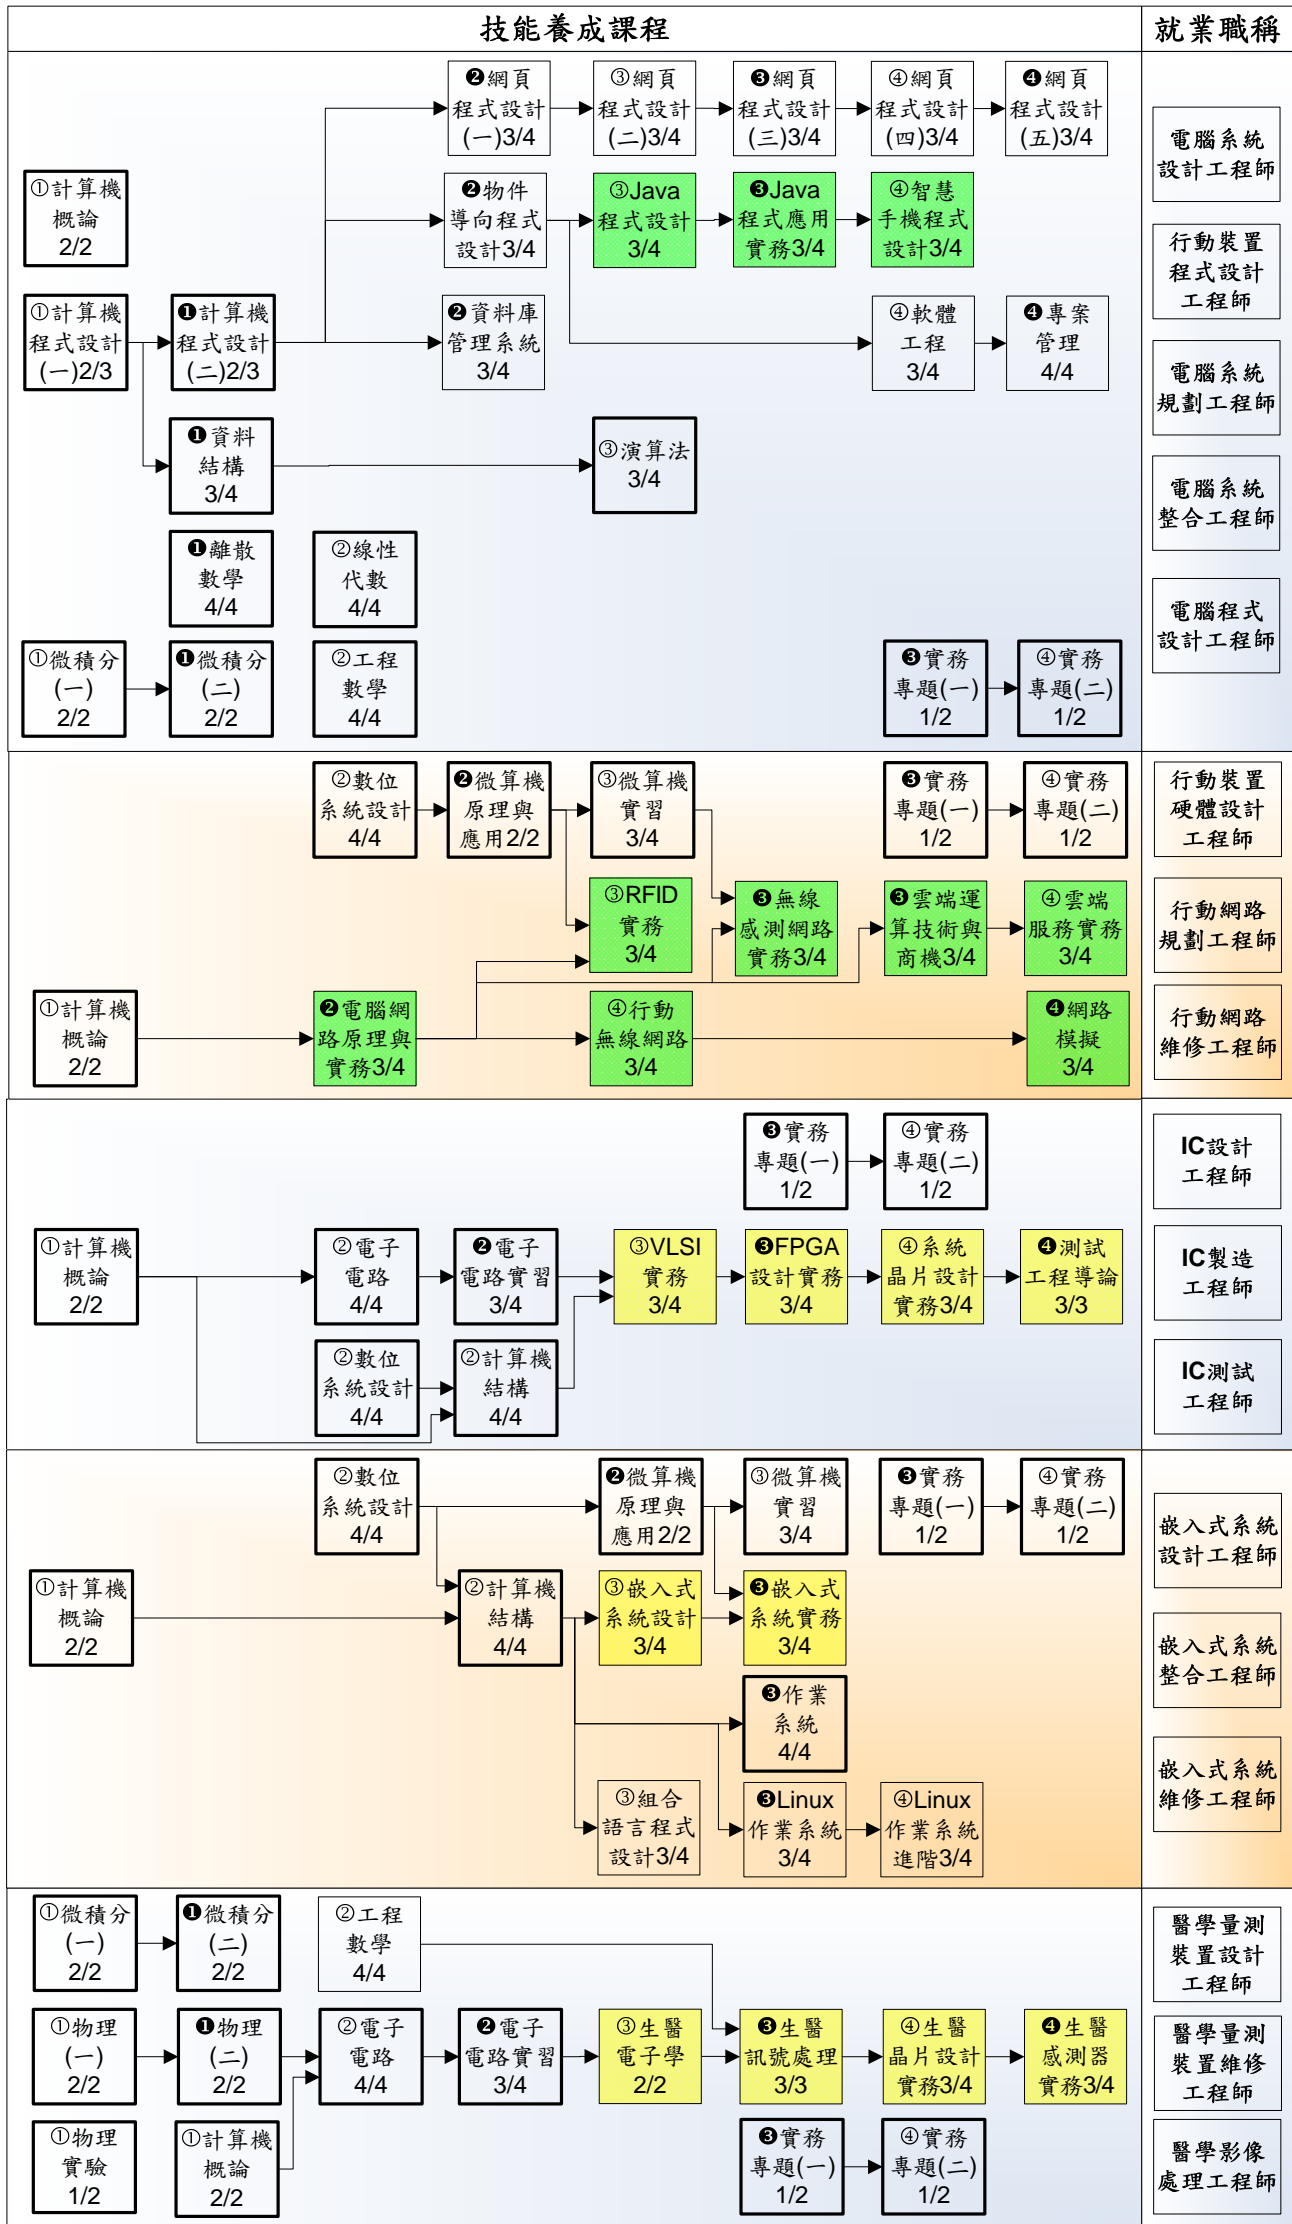 技能養成課程
就業職稱
❷網頁
程式設計
(一)3/4
③網頁
程式設計
(二)3/4
❸網頁
程式設計
(三)3/4
④網頁
程式設計
(四)3/4
❹網頁
程式設計
(五)3/4
①計算機
概論
2/2
❷物件
導向程式
設計3/4
③Java
程式設計
3/4
❸Java
程式應用
實務3/4
④智慧
手機程式
設計3/4
①計算機
程式設計
(一)2/3
❶計算機
程式設計
(二)2/3
❷資料庫
管理系統
3/4
④軟體
工程
3/4
❹專案
管理
4/4
❶資料
結構
3/4
③演算法
3/4
❶離散
數學
4/4
②線性
代數
4/4
①微積分
(一)
2/2
❶微積分
(二)
2/2
②工程
數學
4/4
❸實務
專題(一)
1/2
④實務
專題(二)
1/2
電腦系統
設計工程師
行動裝置
程式設計
工程師
電腦系統
規劃工程師
電腦系統
整合工程師
電腦程式
設計工程師
②數位
系統設計
4/4
❷微算機
原理與
應用2/2
③微算機
實習
3/4
❸實務
專題(一)
1/2
④實務
專題(二)
1/2
③RFID
實務
3/4
❸無線
感測網路
實務3/4
❸雲端運
算技術與
商機3/4
④雲端
服務實務
3/4
①計算機
概論
2/2
❷電腦網
路原理與
實務3/4
④行動
無線網路
3/4
❹網路
模擬
3/4
行動裝置
硬體設計
工程師
行動網路
規劃工程師
行動網路
維修工程師
❸實務
專題(一)
1/2
④實務
專題(二)
1/2
①計算機
概論
2/2
②電子
電路
4/4
❷電子
電路實習
3/4
③VLSI
實務
3/4
❸FPGA
設計實務
3/4
④系統
晶片設計
實務3/4
❹測試
工程導論
3/3
②數位
系統設計
4/4
②計算機
結構
4/4
IC設計
工程師
IC製造
工程師
IC測試
工程師
②數位
系統設計
4/4
❷微算機
原理與
應用2/2
③微算機
實習
3/4
❸實務
專題(一)
1/2
④實務
專題(二)
1/2
①計算機
概論
2/2
②計算機
結構
4/4
③嵌入式
系統設計
3/4
❸嵌入式
系統實務
3/4
❸作業
系統
4/4
③組合
語言程式
設計3/4
❸Linux
作業系統
3/4
④Linux
作業系統
進階3/4
嵌入式系統
設計工程師
嵌入式系統
整合工程師
嵌入式系統
維修工程師
①微積分
(一)
2/2
❶微積分
(二)
2/2
②工程
數學
4/4
①物理
(一)
2/2
❶物理
(二)
2/2
②電子
電路
4/4
❷電子
電路實習
3/4
③生醫
電子學
2/2
❸生醫
訊號處理
3/3
④生醫
晶片設計
實務3/4
❹生醫
感測器
實務3/4
①物理
實驗
1/2
①計算機
概論
2/2
❸實務
專題(一)
1/2
④實務
專題(二)
1/2
醫學量測
裝置設計
工程師
醫學量測
裝置維修
工程師
醫學影像
處理工程師